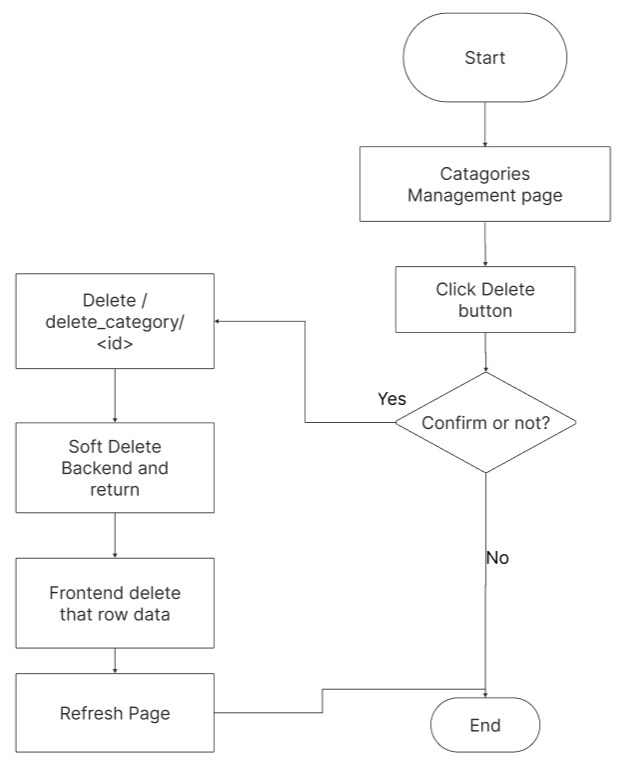 Start
Catagories
Management page
Click Delete
button
Confirm or not?
Yes
No
Delete /
delete_category/
<id>
Soft Delete
Backend and
return
Frontend delete
that row data
Refresh Page
End